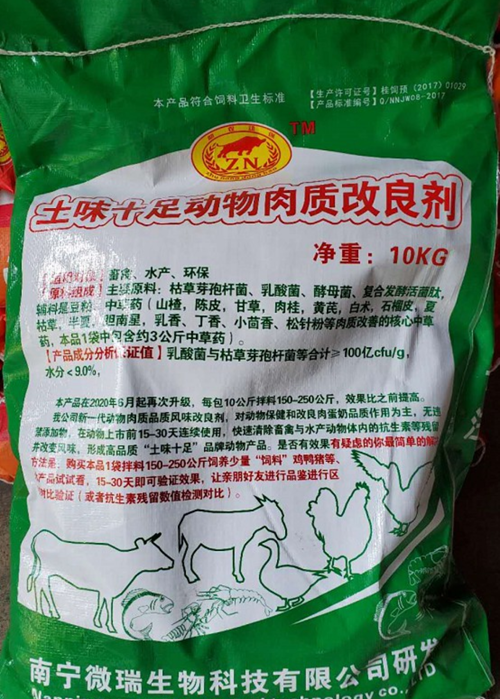 【生产许可证号】桂饲预（2017）01029
本产品符合饲料卫生标准
【产品标准编号】Q/NNJW08-2017
TM
ZN
土味十足动物肉质改良剂
净重：10KG
畜禽、水产、环保
【原料组成】主要原料：枯草芽孢杆菌、乳酸菌、酵母菌、复合发酵活菌肽，
辅料是豆粕、中草药（山楂，陈皮，甘草，肉桂，黄芪，白术，石榴皮，夏
枯草，半夏，胆南星，乳香、丁香、小茴香、松针粉等肉质改善的核心中草
药，本品1袋中包含约3公斤中草药）。
【产品成分分析保证值】乳酸菌与枯草芽孢杆菌等合计≥100亿cfu/g，
水分＜9.0%，
本产品在2020年6月起再次升级，每包10公斤拌料150-250公斤，效果比之前提高。
我公司新一代动物肉质品质风味改良剂，对动物保健和改良肉蛋奶品质作用为主，无违
禁添加物，在动物上市前15-30天连续使用，快速清除畜禽与水产动物体内的抗生素等残留
并改变风味，形成高品质“土味十足”品牌动物产品。是否有效果有疑虑的你最简单的解
方法是，购买本品1袋拌料150-250公斤饲养少量“饲料”鸡鸭猪等、
产品试试看，15-30天即可验证效果，让亲朋好友进行品鉴进行区
对比验证（或者抗生素残留数值检测对比）。
南宁微瑞生物科技有限公司研发